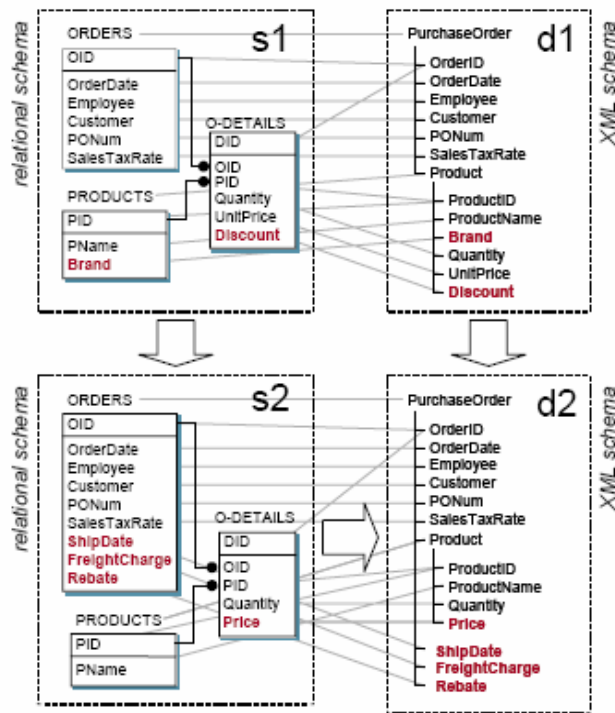 relational schema
s1
ORDERS
OID
OrderDate
Employee
Customer
PONum
SalesTaxRate
O-DETAILS
DID
OID
PID
Quantity
UnitPrice
Discount
PRODUCTS
PID
PName
Brand
d1
XML schema
PurchaseOrder
OrderID
OrderDate
Employee
Customer
PONum
SalesTaxRate
Product
ProductID
ProductName
Brand
Quantity
UnitPrice
Discount
relational schema
s2
ORDERS
OID
OrderDate
Employee
Customer
PONum
SalesTaxRate
ShipDate
FreightCharge
Rebate
O-DETAILS
DID
OID
PID
Quantity
Price
PRODUCTS
PID
PName
d2
XML schema
PurchaseOrder
OrderID
OrderDate
Employee
Customer
PONum
SalesTaxRate
Product
ProductID
ProductName
Quantity
Price
ShipDate
FreightCharge
Rebate